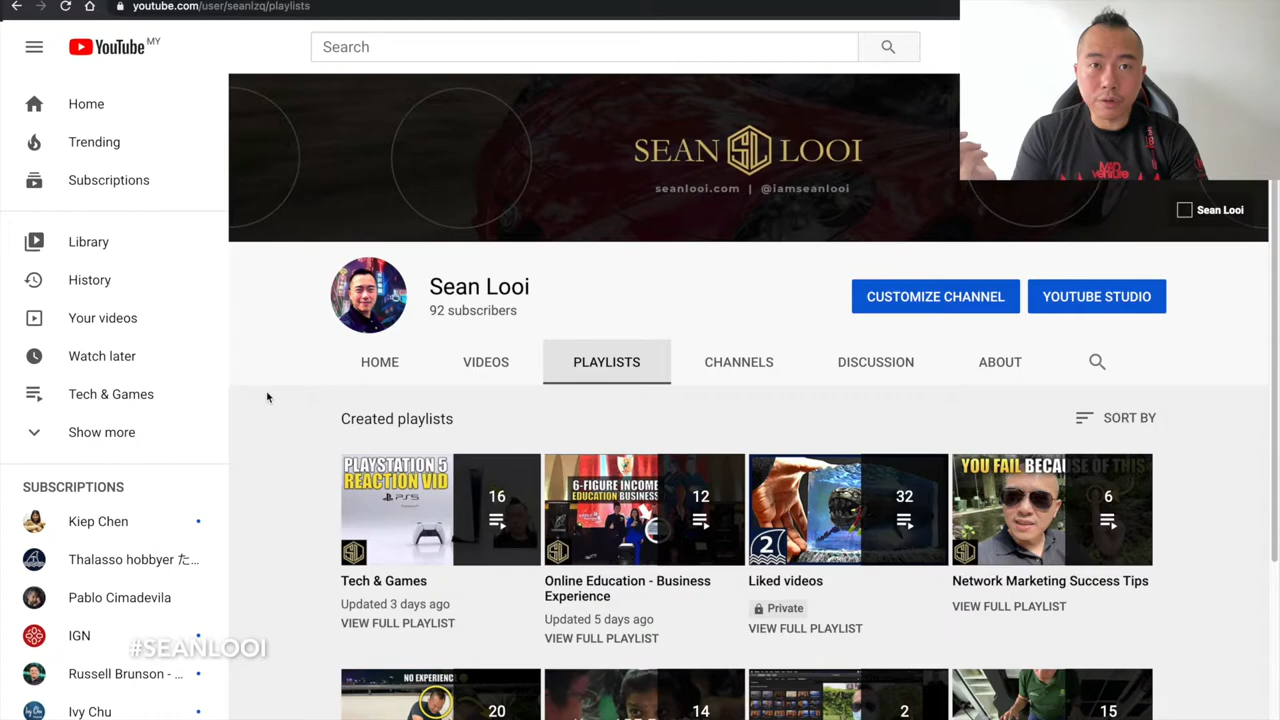 youtube.com/user/seanlzq/playlists
YouTube MY
Search
Home
Trending
Subscriptions
Library
History
Your videos
Watch later
Tech & Games
Show more
SUBSCRIPTIONS
Kiep Chen
Thalasso hobbyer た...
Pablo Cimadevila
IGN
Russell Brunson - ...
Ivy Chu
#SEANLOOI
SEAN SL LOOI
seanlooi.com | @iamseanlooi
Sean Looi
Sean Looi
92 subscribers
CUSTOMIZE CHANNEL
YOUTUBE STUDIO
HOME
VIDEOS
PLAYLISTS
CHANNELS
DISCUSSION
ABOUT
Created playlists
SORT BY
PLAYSTATION 5
REACTION VID
PS5
16
Tech & Games
Updated 3 days ago
VIEW FULL PLAYLIST
6-FIGURE INCOME
EDUCATION BUSINESS
12
Online Education - Business
Experience
Updated 5 days ago
VIEW FULL PLAYLIST
2
32
Liked videos
Private
VIEW FULL PLAYLIST
YOU FAIL BECAUSE OF THIS
6
Network Marketing Success Tips
VIEW FULL PLAYLIST
NO EXPERIENC
20
14
2
15